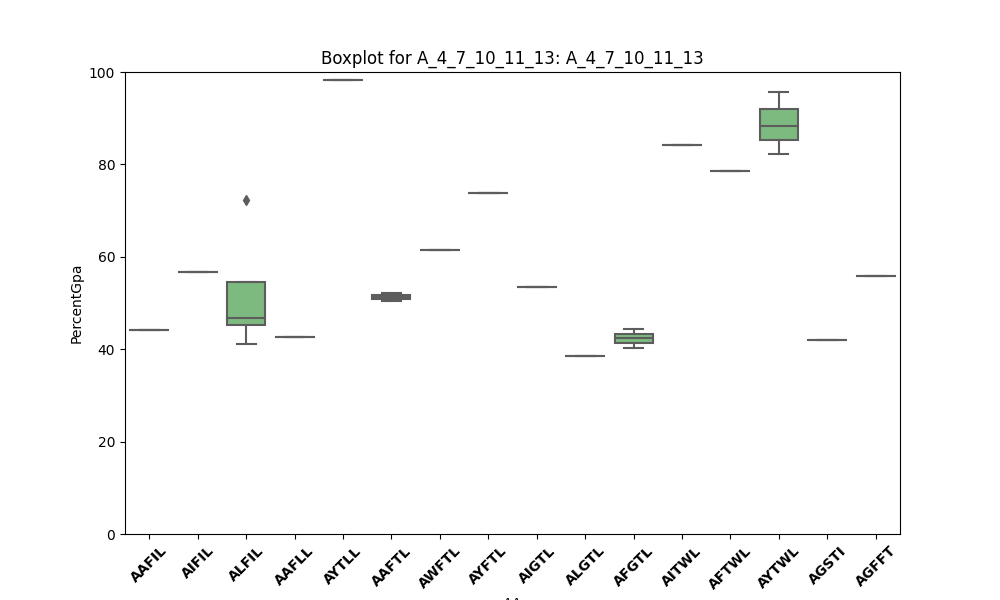 Boxplot for A_4_7_10_11_13: A_4_7_10_11_13
PercentGpa
100
80
60
40
20
0
AAFIL AIFIL ALFIL AAFLL AYTLL AAFTL AWFTL AYFTL AIGTL ALGTL AFGTL AITWL AFTWL AYTWL AGSTI AGFFT